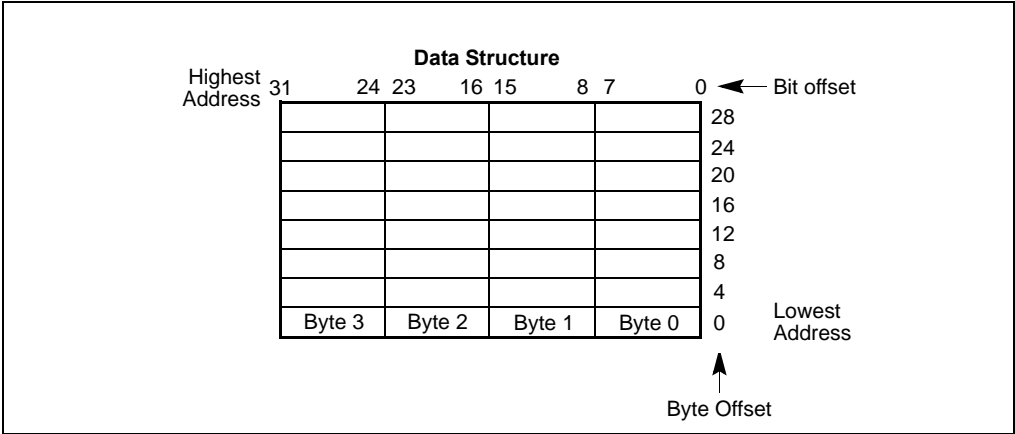 Data Structure
Highest
Address
31 24 23 16 15 8 7 0 Bit offset
28
24
20
16
12
8
4
Byte 3 Byte 2 Byte 1 Byte 0 0
Lowest
Address
Byte Offset